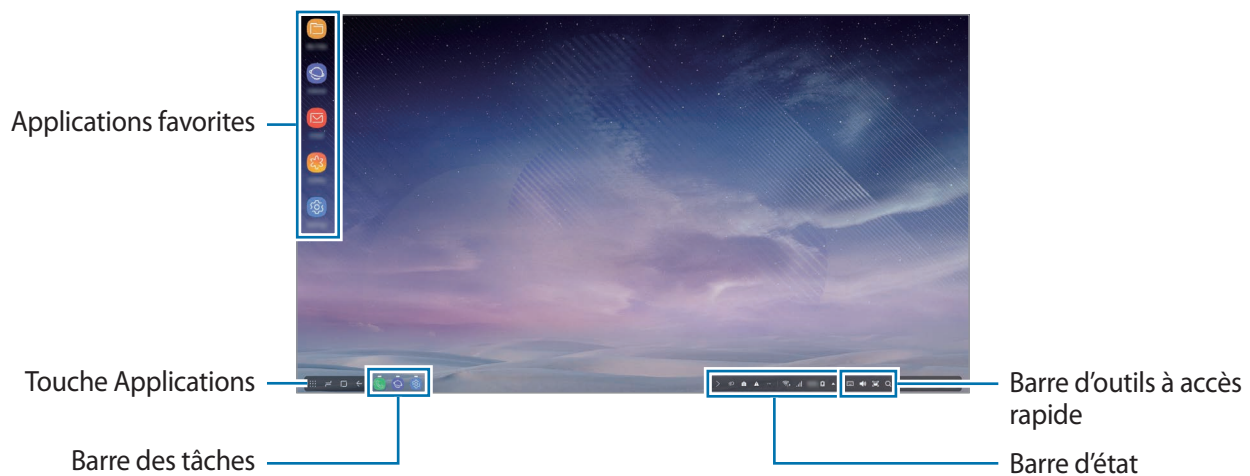 Applications favorites
Touche Applications
Barre des tâches
Barre d'outils à accès
rapide
Barre d'état